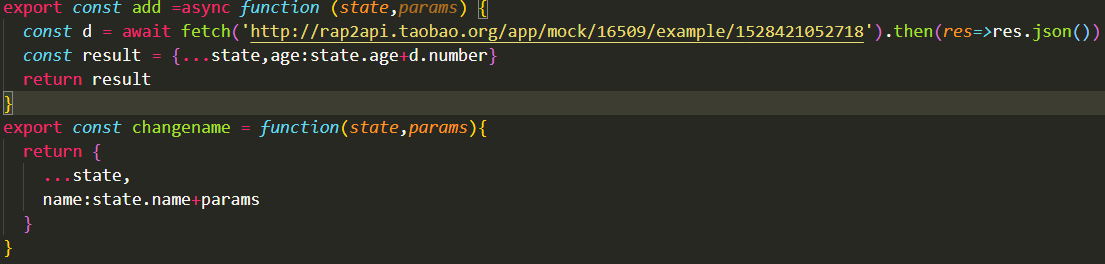 export const add =async function (state,params) {
  const d = await fetch('http://rap2api.taobao.org/app/mock/16509/example/1528421052718').then(res=>res.json())
  const result = {...state,age:state.age+d.number}
  return result
}
export const changename = function(state,params){
  return {
    ...state,
    name:state.name+params
  }
}